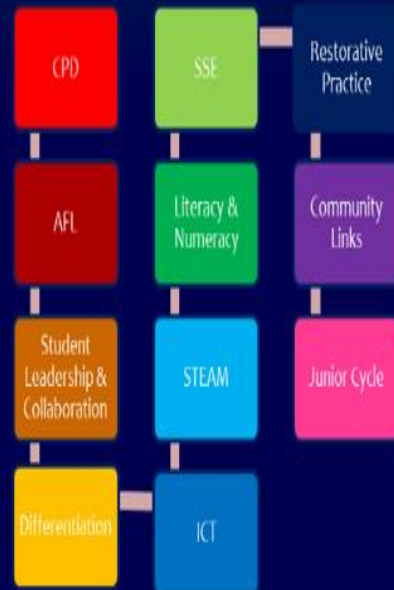 CPD
AFL
Student
Leadership &
Collaboration
Differentiation
ICT
STEAM
Literacy &
Numeracy
SSE
Restorative
Practice
Community
Links
Junior Cycle